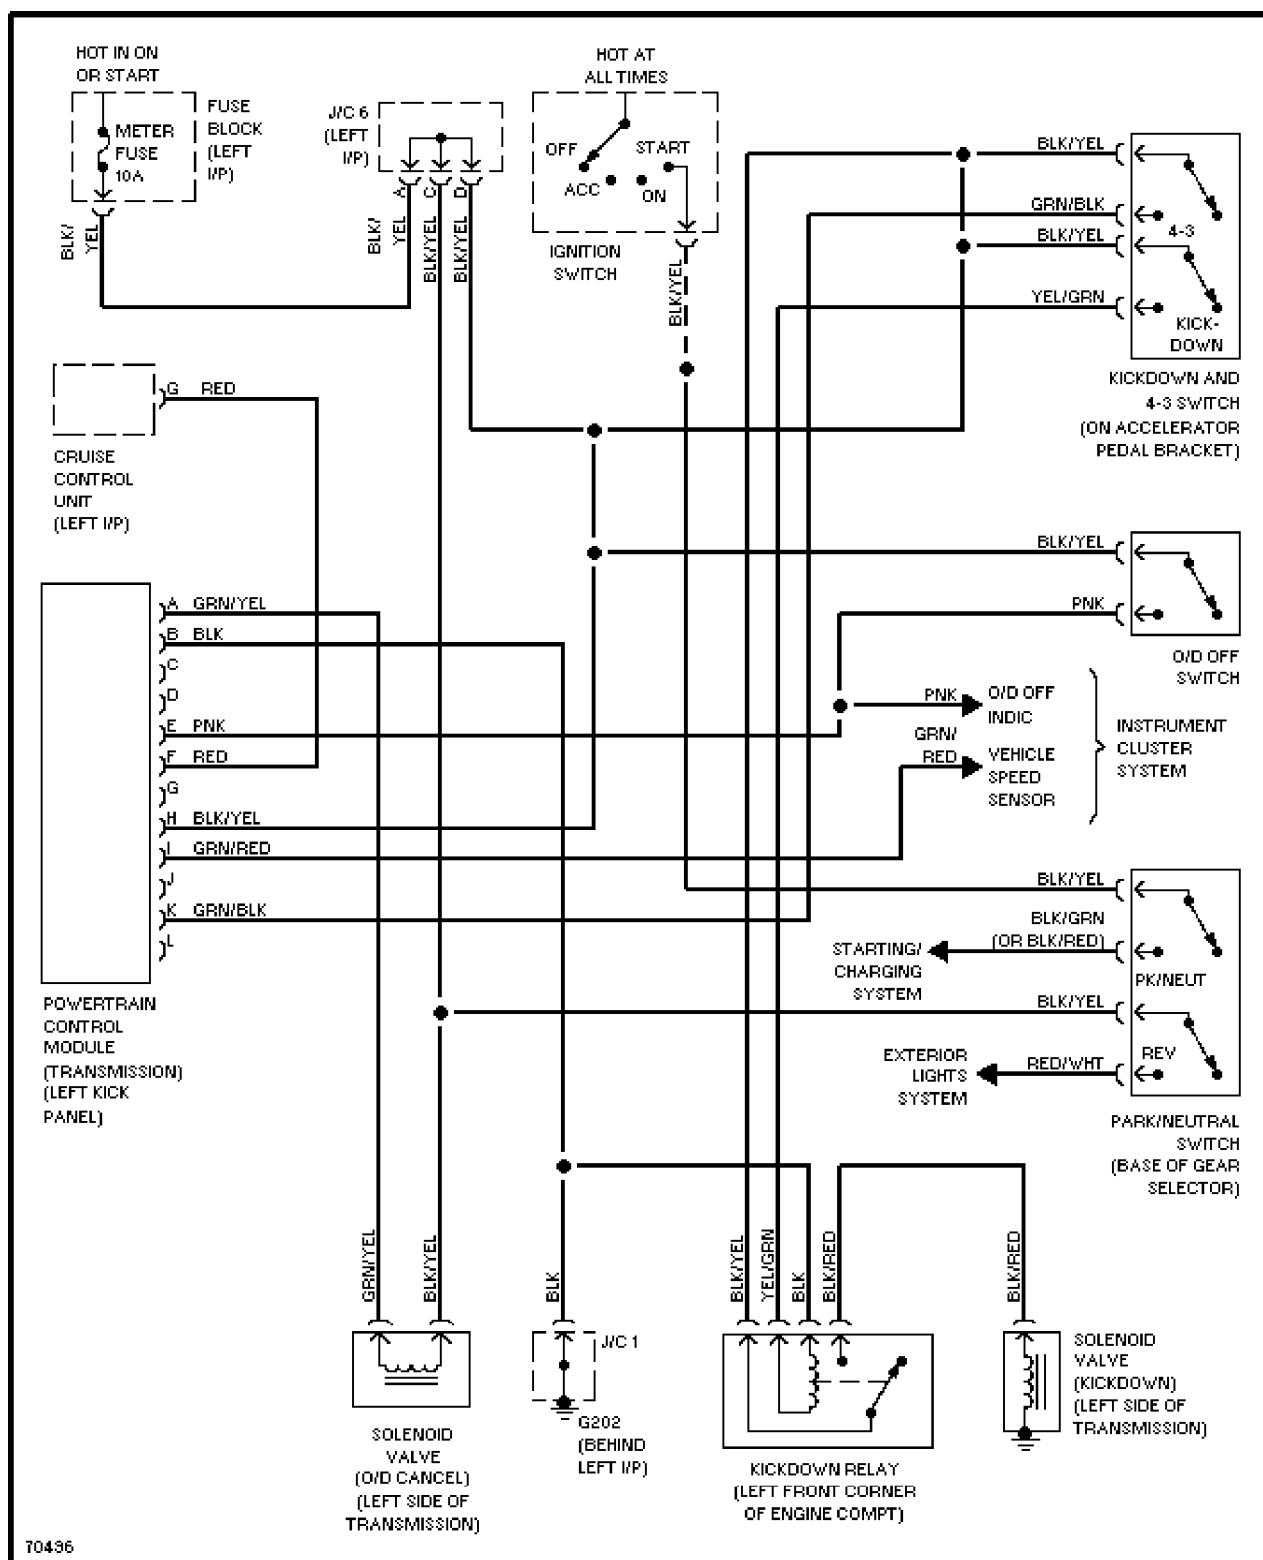 HOT IN ON
OR START
METER
FUSE
10A
FUSE
BLOCK
(LEFT
I/P)
BLK/
YEL
J/C 6
(LEFT
I/P)
A
C
D
BLK/
YEL
BLK/YEL
BLK/YEL
HOT AT
ALL TIMES
OFF
START
ACC
ON
IGNITION
SWITCH
BLK/YEL
BLK/YEL
GRN/BLK
4-3
BLK/YEL
YEL/GRN
KICK-
DOWN
KICKDOWN AND
4-3 SWITCH
(ON ACCELERATOR
PEDAL BRACKET)
G RED
CRUISE
CONTROL
UNIT
(LEFT I/P)
BLK/YEL
PNK
O/D OFF
SWITCH
A GRN/YEL
B BLK
C
D
E PNK
F RED
G
H BLK/YEL
I GRN/RED
J
K GRN/BLK
L
POWERTRAIN
CONTROL
MODULE
(TRANSMISSION)
(LEFT KICK
PANEL)
PNK
O/D OFF
INDIC
GRN/
RED
VEHICLE
SPEED
SENSOR
INSTRUMENT
CLUSTER
SYSTEM
BLK/YEL
BLK/GRN
(OR BLK/RED)
STARTING/
CHARGING
SYSTEM
PK/NEUT
BLK/YEL
REV
RED/WHT
EXTERIOR
LIGHTS
SYSTEM
PARK/NEUTRAL
SWITCH
(BASE OF GEAR
SELECTOR)
GRN/YEL
BLK/YEL
BLK
BLK/YEL
YEL/GRN
BLK
BLK/RED
BLK/RED
SOLENOID
VALVE
(O/D CANCEL)
(LEFT SIDE OF
TRANSMISSION)
J/C 1
G202
(BEHIND
LEFT I/P)
KICKDOWN RELAY
(LEFT FRONT CORNER
OF ENGINE COMPT)
SOLENOID
VALVE
(KICKDOWN)
(LEFT SIDE OF
TRANSMISSION)
70496